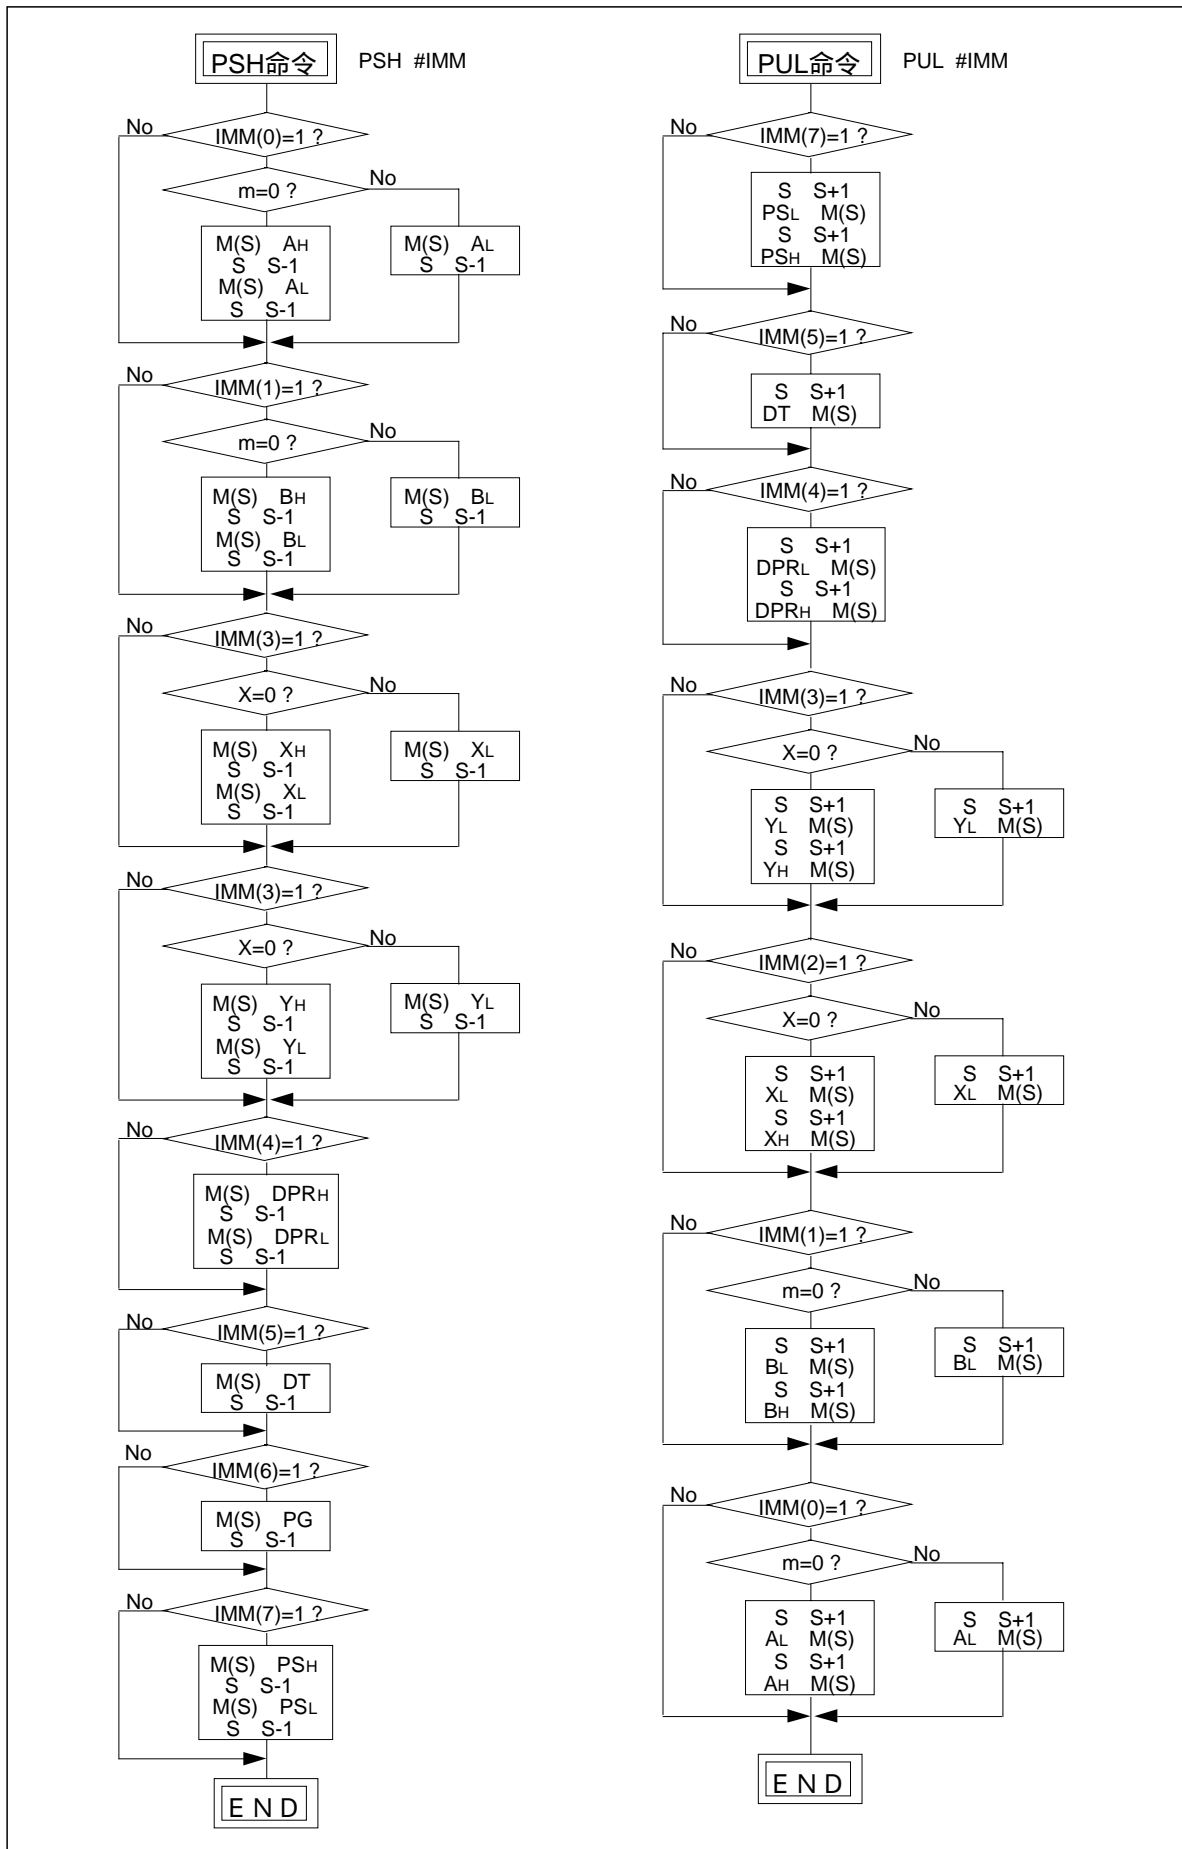 PSH命令 PSH #IMM
IMM(0)=1 ?
No
m=0 ?
No
M(S) AH
S S-1
M(S) AL
S S-1
M(S) AL
S S-1
IMM(1)=1 ?
No
m=0 ?
No
M(S) BH
S S-1
M(S) BL
S S-1
M(S) BL
S S-1
IMM(3)=1 ?
No
X=0 ?
No
M(S) XH
S S-1
M(S) XL
S S-1
M(S) XL
S S-1
IMM(3)=1 ?
No
X=0 ?
No
M(S) YH
S S-1
M(S) YL
S S-1
M(S) YL
S S-1
IMM(4)=1 ?
No
M(S) DPRH
S S-1
M(S) DPRL
S S-1
No
IMM(5)=1 ?
M(S) DT
S S-1
No
IMM(6)=1 ?
M(S) PG
S S-1
No
IMM(7)=1 ?
M(S) PSH
S S-1
M(S) PSL
S S-1
E N D
PUL命令 PUL #IMM
No
IMM(7)=1 ?
S S+1
PSL M(S)
S S+1
PSH M(S)
No
IMM(5)=1 ?
S S+1
DT M(S)
No
IMM(4)=1 ?
S S+1
DPRL M(S)
S S+1
DPRH M(S)
No
IMM(3)=1 ?
X=0 ?
No
S S+1
YL M(S)
S S+1
YH M(S)
S S+1
YL M(S)
No
IMM(2)=1 ?
X=0 ?
No
S S+1
XL M(S)
S S+1
XH M(S)
S S+1
XL M(S)
No
IMM(1)=1 ?
m=0 ?
No
S S+1
BL M(S)
S S+1
BH M(S)
S S+1
BL M(S)
No
IMM(0)=1 ?
m=0 ?
No
S S+1
AL M(S)
S S+1
AH M(S)
S S+1
AL M(S)
E N D